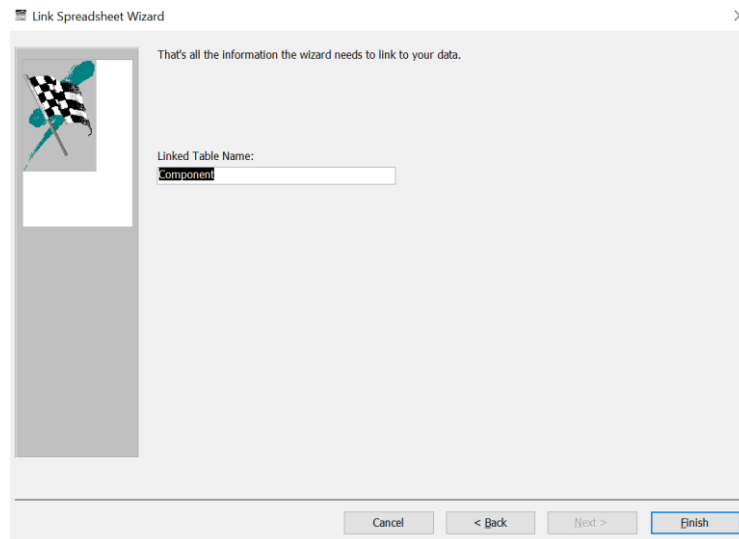 Link Spreadsheet Wizard
That's all the information the wizard needs to link to your data.
Linked Table Name:
Component
Cancel
< Back
Next >
Finish